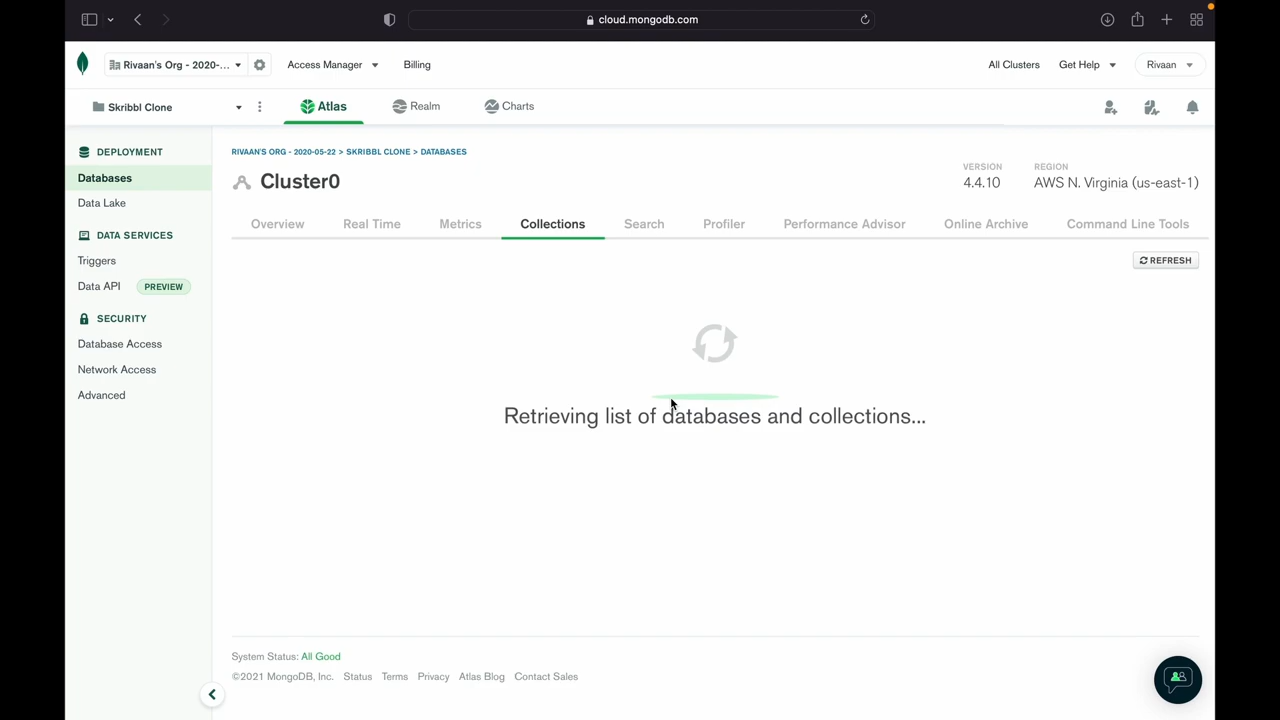 cloud.mongodb.com
Rivaan's Org - 2020-... Access Manager Billing All Clusters Get Help Rivaan
Skribbl Clone Atlas Realm Charts
DEPLOYMENT
Databases
Data Lake
DATA SERVICES
Triggers
Data API PREVIEW
SECURITY
Database Access
Network Access
Advanced
RIVAAN'S ORG - 2020-05-22 > SKRIBBL CLONE > DATABASES
Cluster0
VERSION REGION
4.4.10 AWS N. Virginia (us-east-1)
Overview Real Time Metrics Collections Search Profiler Performance Advisor Online Archive Command Line Tools
REFRESH
Retrieving list of databases and collections...
System Status: All Good
©2021 MongoDB, Inc. Status Terms Privacy Atlas Blog Contact Sales